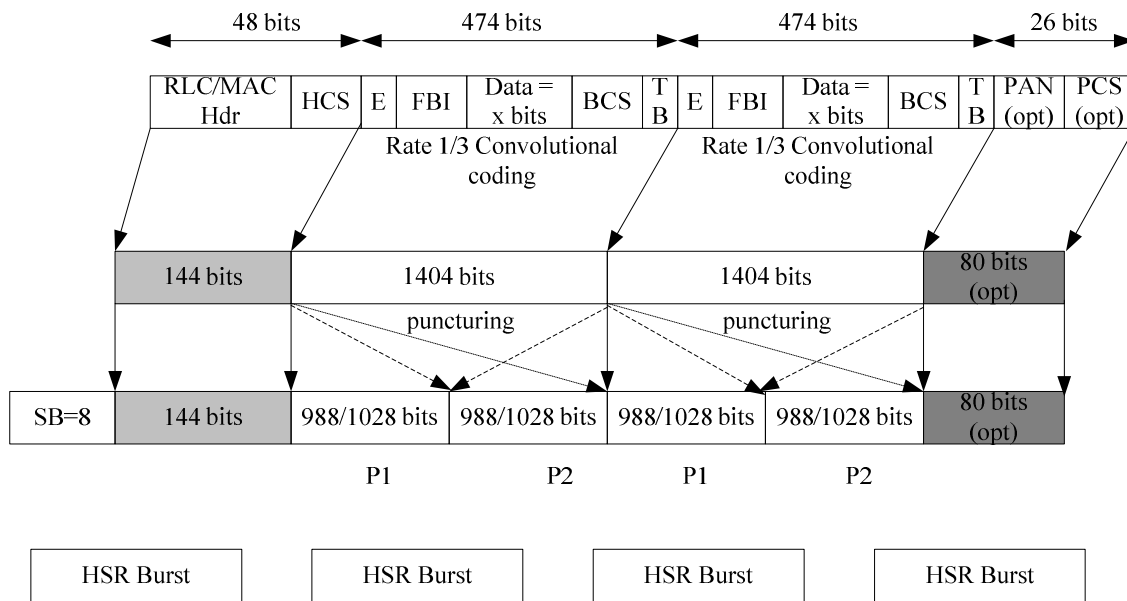 48 bits
474 bits
474 bits
26 bits
RLC/MAC
Hdr
HCS
E
FBI
Data =
x bits
BCS
T
B
E
FBI
Data =
x bits
BCS
T
B
PAN
(opt)
PCS
(opt)
Rate 1/3 Convolutional
coding
Rate 1/3 Convolutional
coding
144 bits
1404 bits
1404 bits
80 bits
(opt)
puncturing
puncturing
SB=8
144 bits
988/1028 bits
988/1028 bits
988/1028 bits
988/1028 bits
80 bits
(opt)
P1
P2
P1
P2
HSR Burst
HSR Burst
HSR Burst
HSR Burst